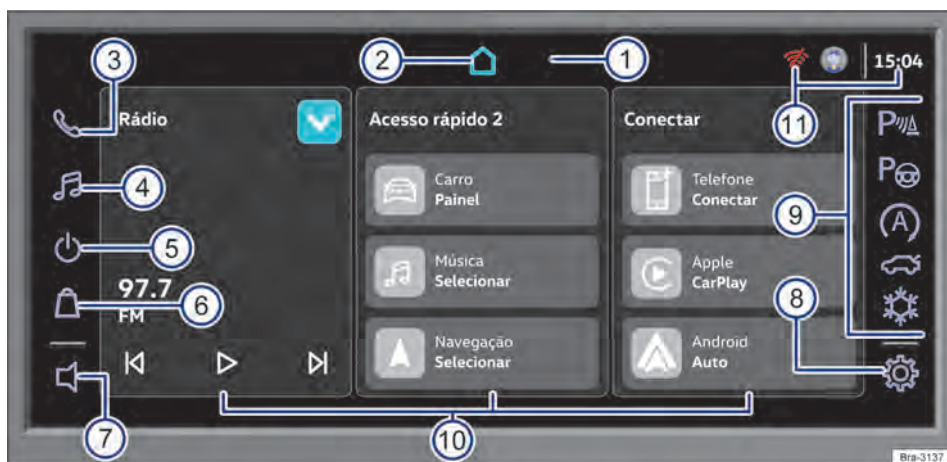 3
2
1
15:04
11
Rádio
Acesso rápido 2
Conectar
P
Carro
Painel
Telefone
Conectar
P
4
9
(A)
5
Música
Selecionar
Apple
CarPlay
97.7
FM
6
8
Navegação
Selecionar
Android
Auto
7
10
Bra-3137